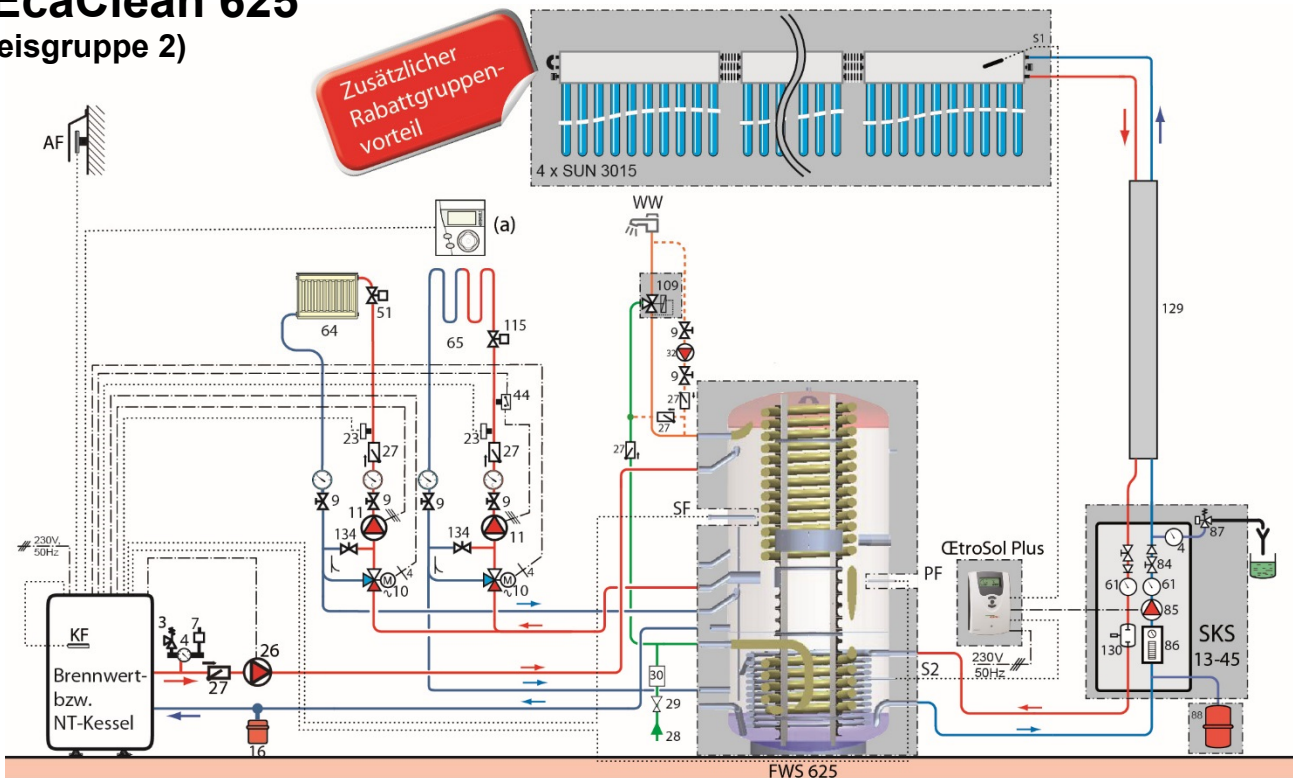 EcaClean 625
eisgruppe 2)
Zusätzlicher
Rabattgruppen-
vorteil
S1
4 x SUN 3015
AF
(a)
WW
109
51
64
65
115
129
9
32
9
27
27
27
44
23
27
23
27
9
9
9
9
11
11
134
134
M
4
~10
M
4
~10
SF
PF
ŒtroSol Plus
230V
50Hz
4
87
84
61
61
85
86
130
SKS
13-45
88
230V,
50Hz
KF
Brennwert-
bzw.
NT-Kessel
3
4
7
27
26
16
30
29
28
S2
FWS 625